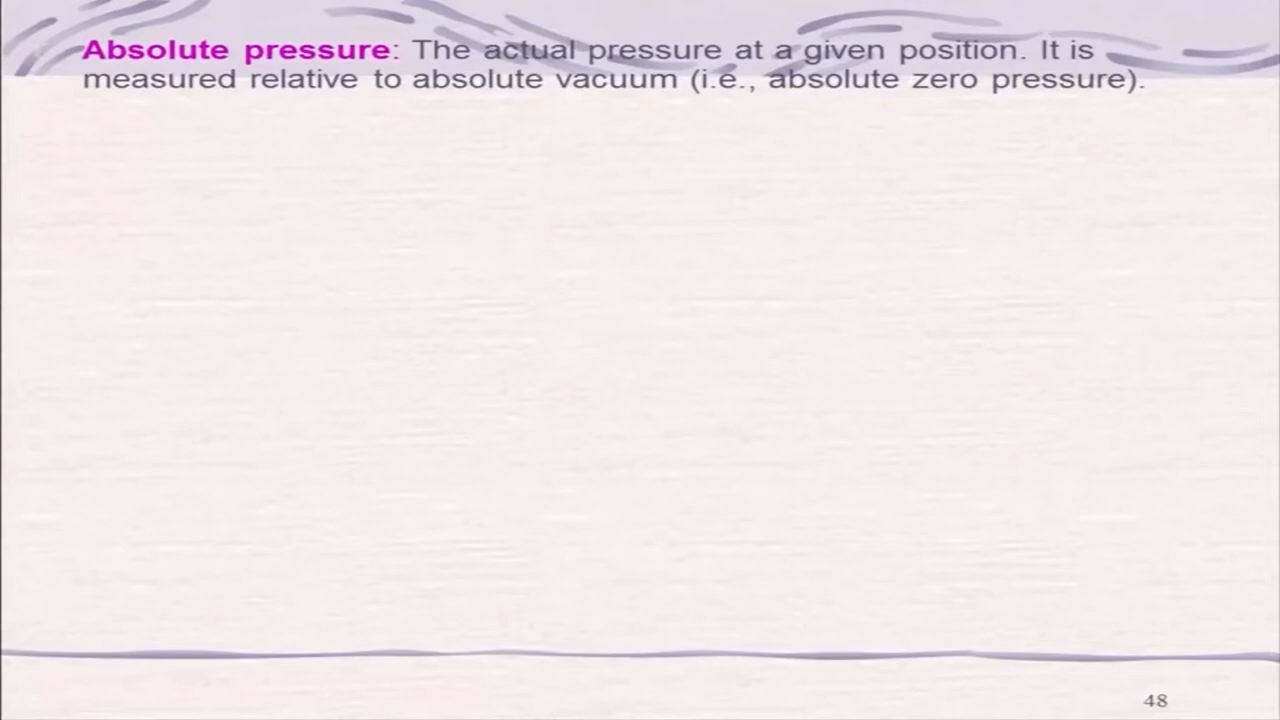 Absolute pressure: The actual pressure at a given position. It is
measured relative to absolute vacuum (i.e., absolute zero pressure).
48